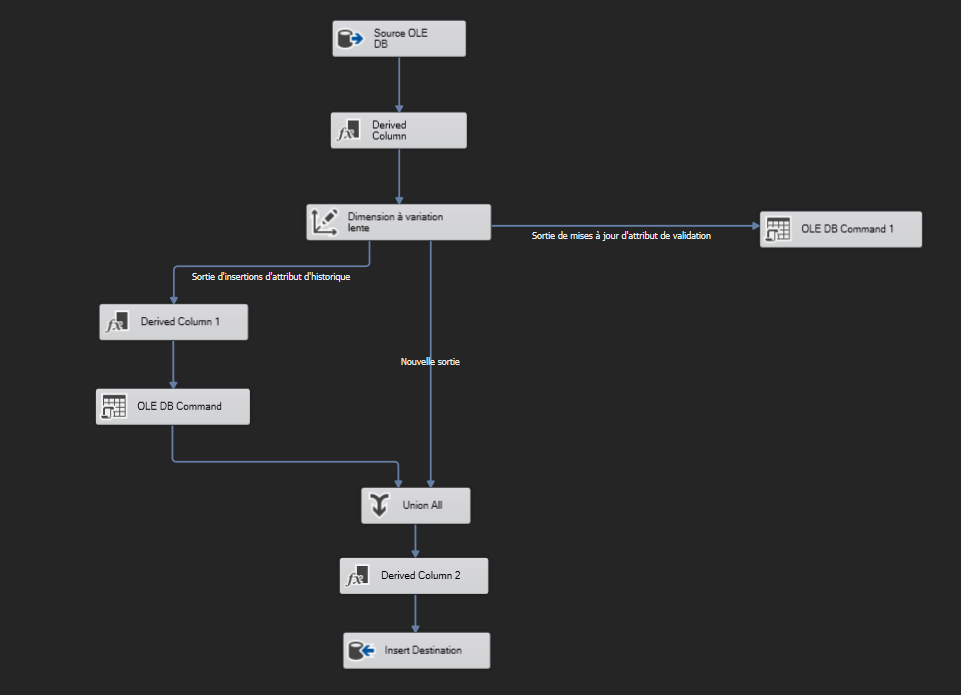 Source OLE
DB
Derived
Column
Dimension à variation
lente
Sortie de mises à jour d'attribut de validation
OLE DB Command 1
Sortie d'insertions d'attribut d'historique
Derived Column 1
Nouvelle sortie
OLE DB Command
Union All
Derived Column 2
Insert Destination